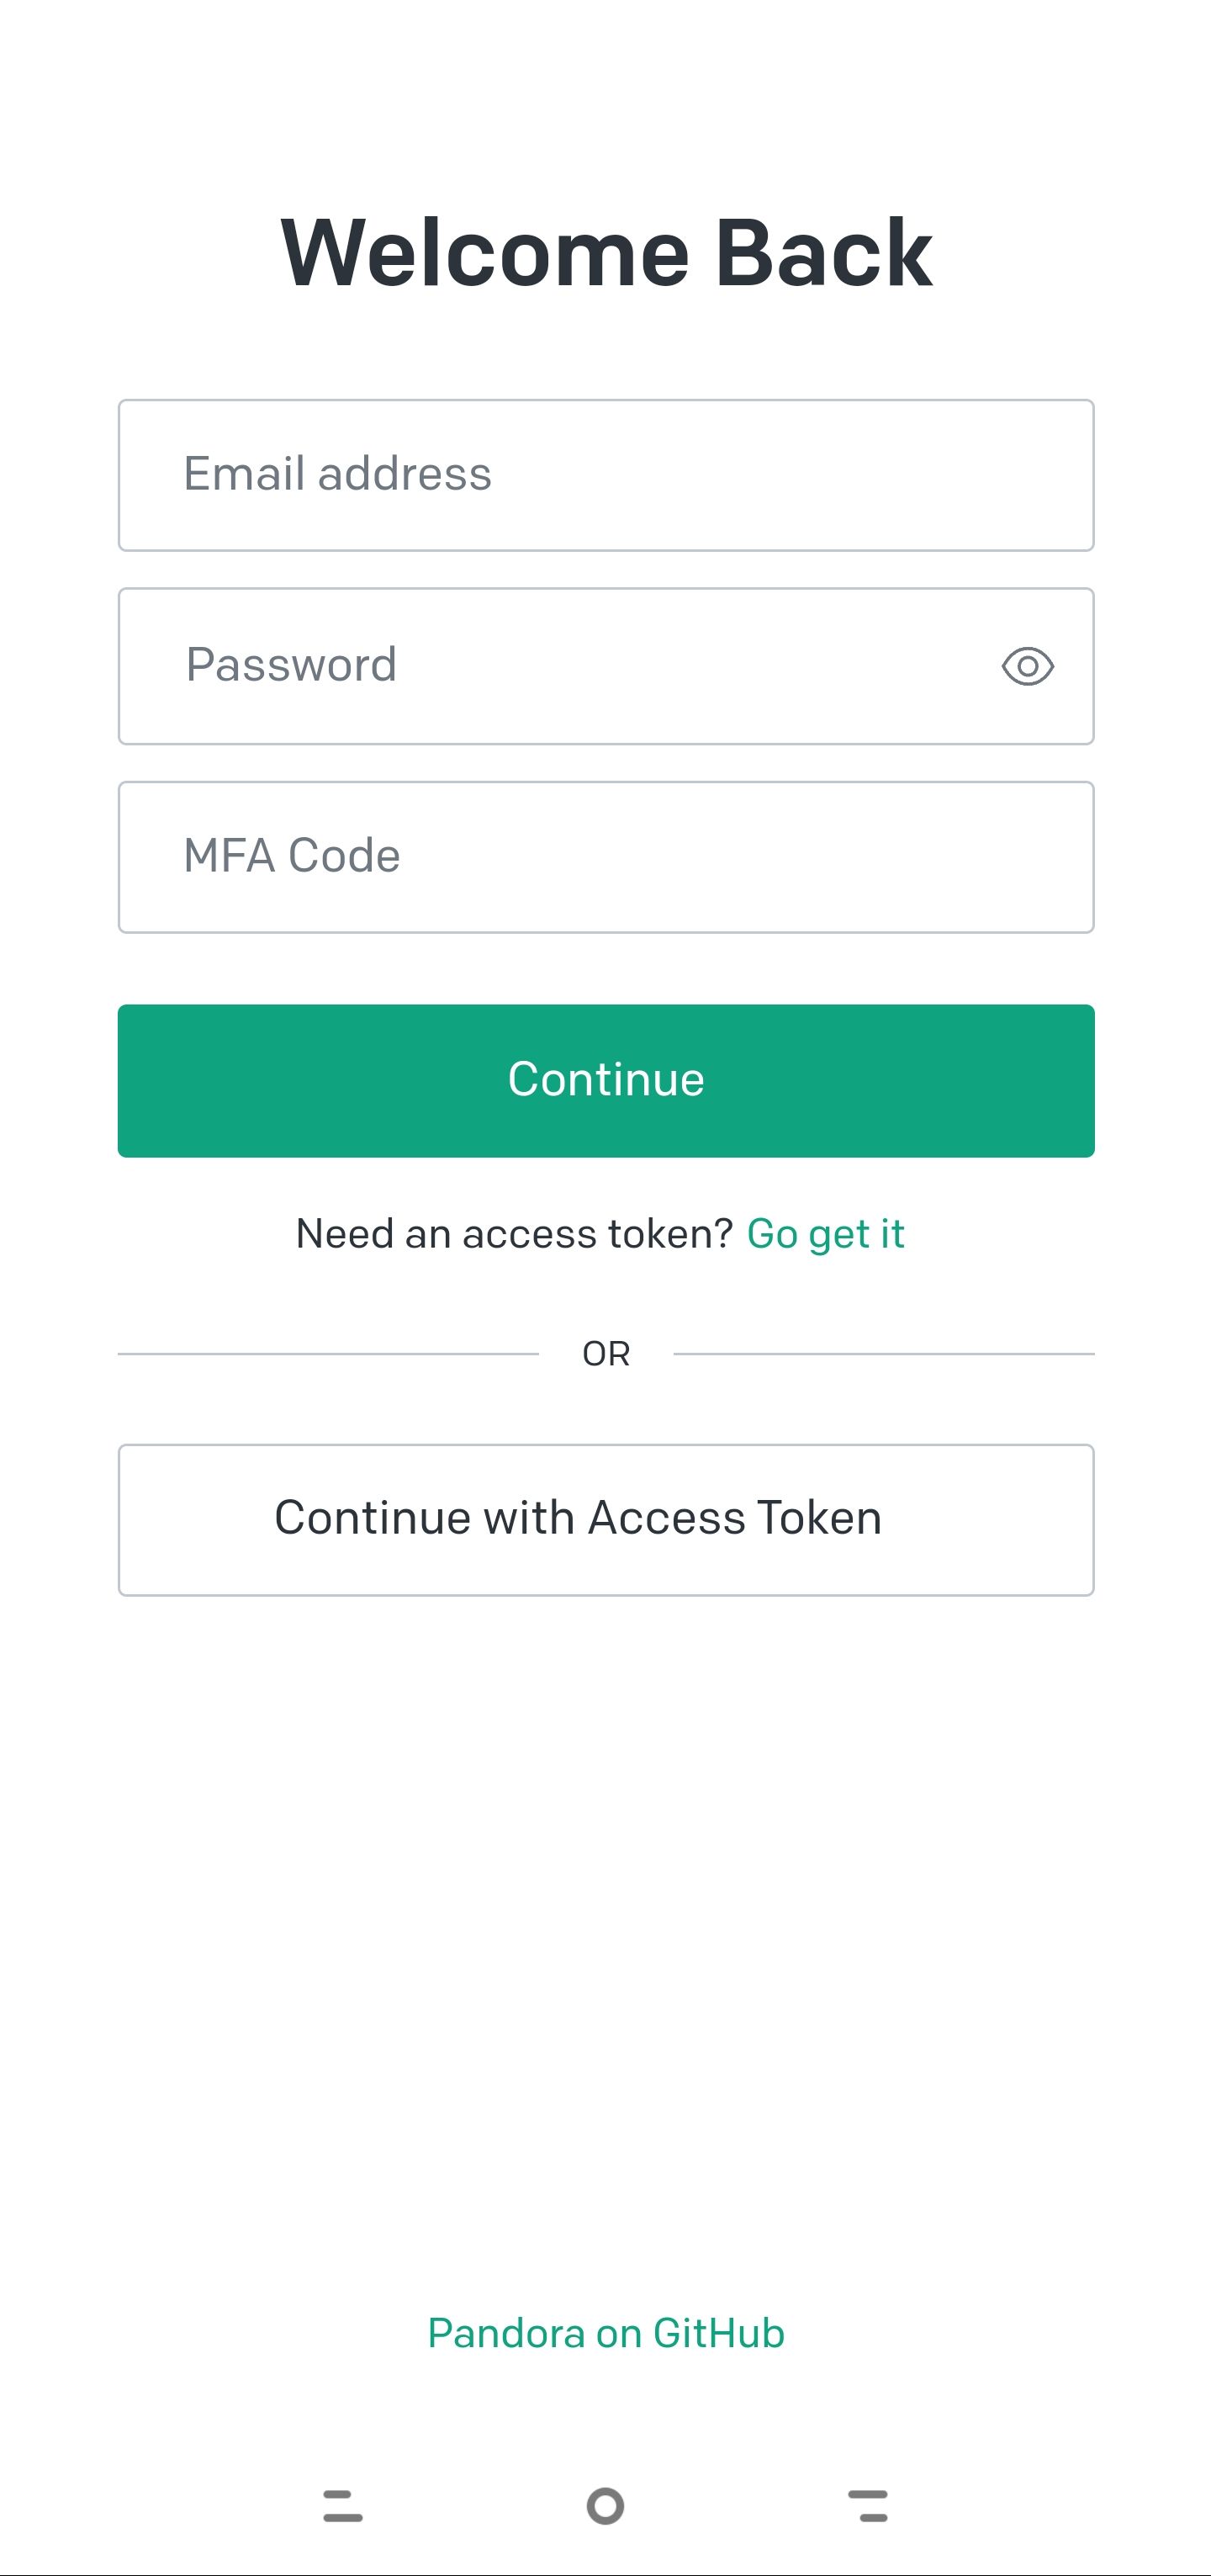 Welcome Back
Email address
Password
MFA Code
Continue
Need an access token? Go get it
OR
Continue with Access Token
Pandora on GitHub